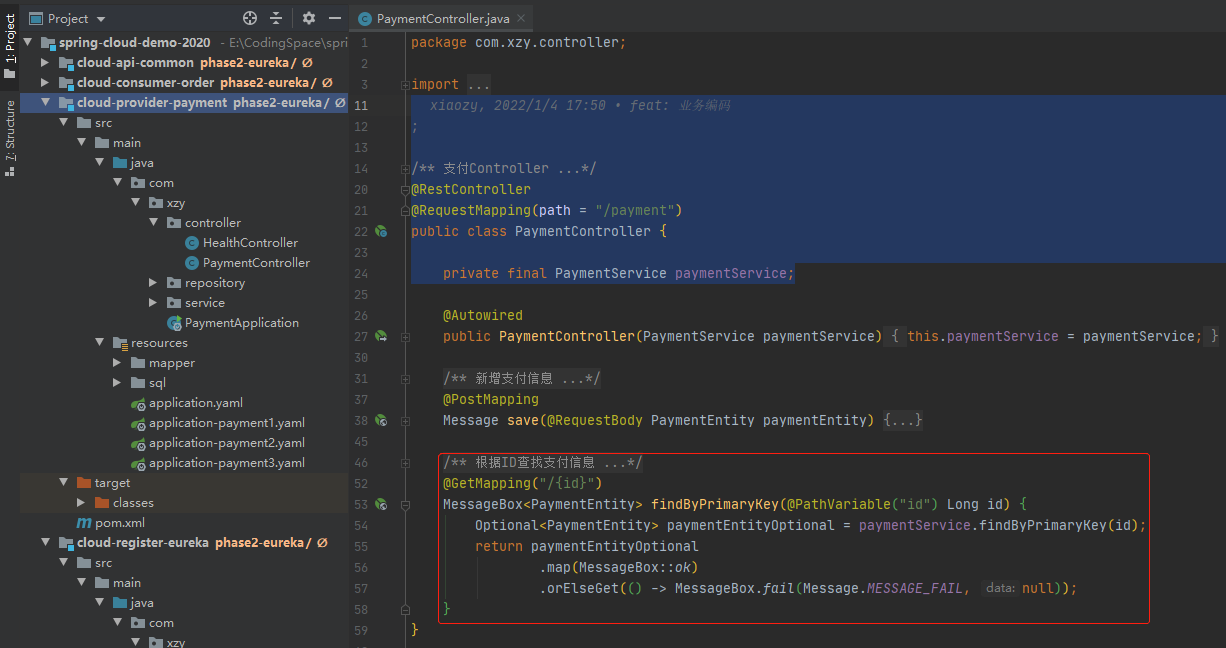 1: Project
7: Structure
Project
spring-cloud-demo-2020 - E:\CodingSpace\spri
cloud-api-common phase2-eureka / Ø
cloud-consumer-order phase2-eureka / Ø
cloud-provider-payment phase2-eureka / Ø
src
main
java
com
xzy
controller
HealthController
PaymentController
repository
service
PaymentApplication
resources
mapper
sql
application.yaml
application-payment1.yaml
application-payment2.yaml
application-payment3.yaml
target
classes
pom.xml
cloud-register-eureka phase2-eureka / Ø
src
main
java
com
xzy
PaymentController.java
1 package com.xzy.controller;
2
3 import ...
11 xiaozy, 2022/1/4 17:50 • feat: 业务编码
12 ;
13
14 /** 支付Controller ...*/
20 @RestController
21 @RequestMapping(path = "/payment")
22 public class PaymentController {
23
24 private final PaymentService paymentService;
25
26 @Autowired
27 public PaymentController(PaymentService paymentService) { this.paymentService = paymentService; }
30
31 /** 新增支付信息 ...*/
37 @PostMapping
38 Message save(@RequestBody PaymentEntity paymentEntity) {...}
45
46 /** 根据ID查找支付信息 ...*/
52 @GetMapping("/{id}")
53 MessageBox<PaymentEntity> findByPrimaryKey(@PathVariable("id") Long id) {
54 Optional<PaymentEntity> paymentEntityOptional = paymentService.findByPrimaryKey(id);
55 return paymentEntityOptional
56 .map(MessageBox::ok)
57 .orElseGet(() -> MessageBox.fail(Message.MESSAGE_FAIL, data: null));
58 }
59 }